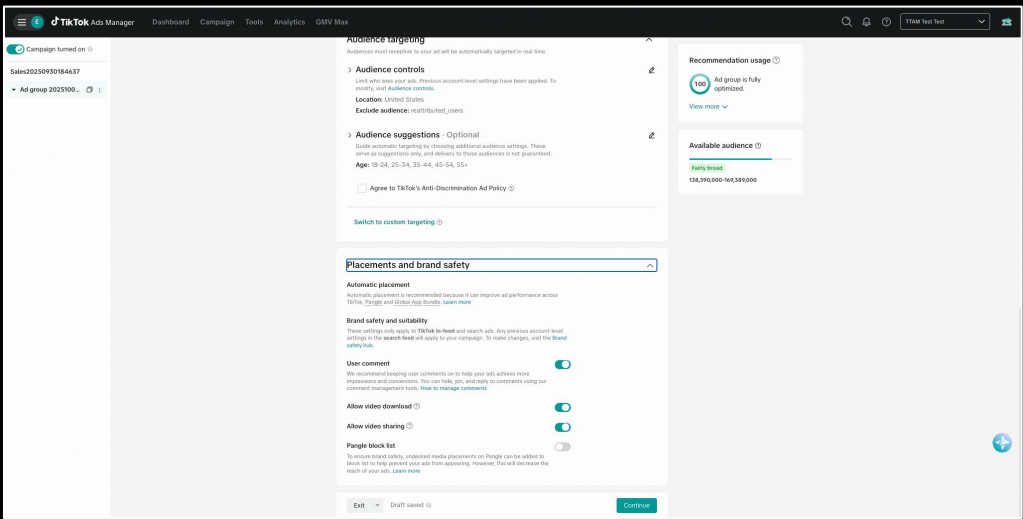 E TikTok Ads Manager Dashboard Campaign Tools Analytics GMV Max TTAM Test Test
Campaign turned on
Sales20250930184637
Ad group 2025100...
Audience targeting
Audiences most receptive to your ad will be automatically targeted in real time.
Audience controls
Limit who sees your ads. Previous account-level settings have been applied. To
modify, visit Audience controls.
Location: United States
Exclude audience: reattributed_users
Audience suggestions - Optional
Guide automatic targeting by choosing additional audience settings. These
serve as suggestions only, and delivery to those audiences is not guaranteed.
Age: 18-24, 25-34, 35-44, 45-54, 55+
Agree to TikTok's Anti-Discrimination Ad Policy
Switch to custom targeting
Placements and brand safety
Automatic placement
Automatic placement is recommended because it can improve ad performance across
TikTok, Pangle and Global App Bundle. Learn more
Brand safety and suitability
These settings only apply to TikTok in-feed and search ads. Any previous account-level
settings in the search feed will apply to your campaign. To make changes, visit the Brand
safety hub.
User comment
We recommend keeping user comments on to help your ads achieve more
impressions and conversions. You can hide, pin, and reply to comments using our
comment management tools. How to manage comments
Allow video download
Allow video sharing
Pangle block list
To ensure brand safety, undesired media placements on Pangle can be added to
block list to help prevent your ads from appearing. However, this will decrease the
reach of your ads. Learn more
Exit Draft saved Continue
Recommendation usage
100 Ad group is fully
optimized.
View more
Available audience
Fairly broad
138,590,000-169,389,000